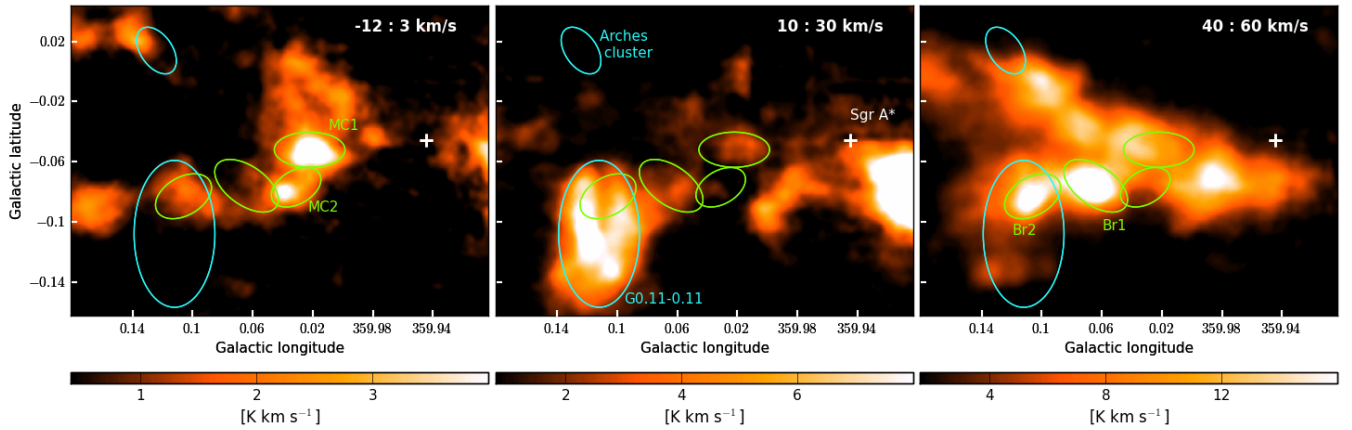 -12 : 3 km/s
10 : 30 km/s
40 : 60 km/s
Arches
cluster
Sgr A*
MC1
MC2
G0.11-0.11
Br2
Br1
Galactic latitude
0.02
−0.02
−0.06
−0.1
−0.14
0.14 0.1 0.06 0.02 359.98 359.94
0.14 0.1 0.06 0.02 359.98 359.94
0.14 0.1 0.06 0.02 359.98 359.94
Galactic longitude
Galactic longitude
Galactic longitude
1 2 3
2 4 6
4 8 12
[K km s⁻¹]
[K km s⁻¹]
[K km s⁻¹]